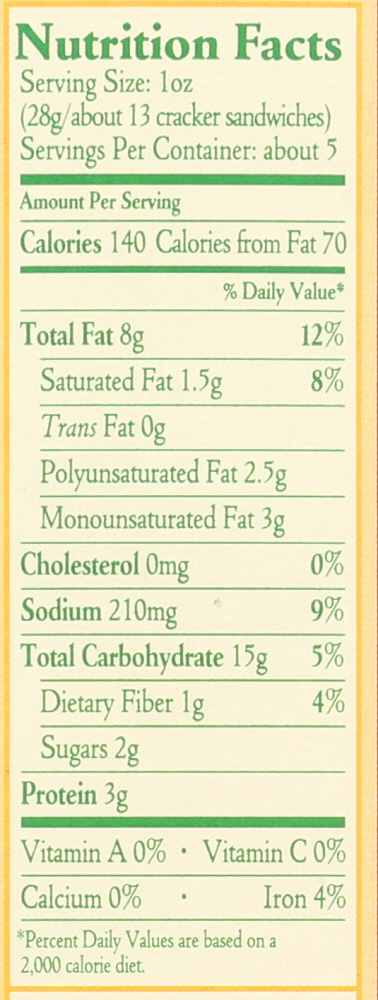 Nutrition Facts
Serving Size: 1oz
(28g/about 13 cracker sandwiches)
Servings Per Container: about 5
Amount Per Serving
Calories 140 Calories from Fat 70
% Daily Value*
Total Fat 8g 12%
Saturated Fat 1.5g 8%
Trans Fat 0g
Polyunsaturated Fat 2.5g
Monounsaturated Fat 3g
Cholesterol 0mg 0%
Sodium 210mg 9%
Total Carbohydrate 15g 5%
Dietary Fiber 1g 4%
Sugars 2g
Protein 3g
Vitamin A 0% • Vitamin C 0%
Calcium 0% • Iron 4%
*Percent Daily Values are based on a
2,000 calorie diet.